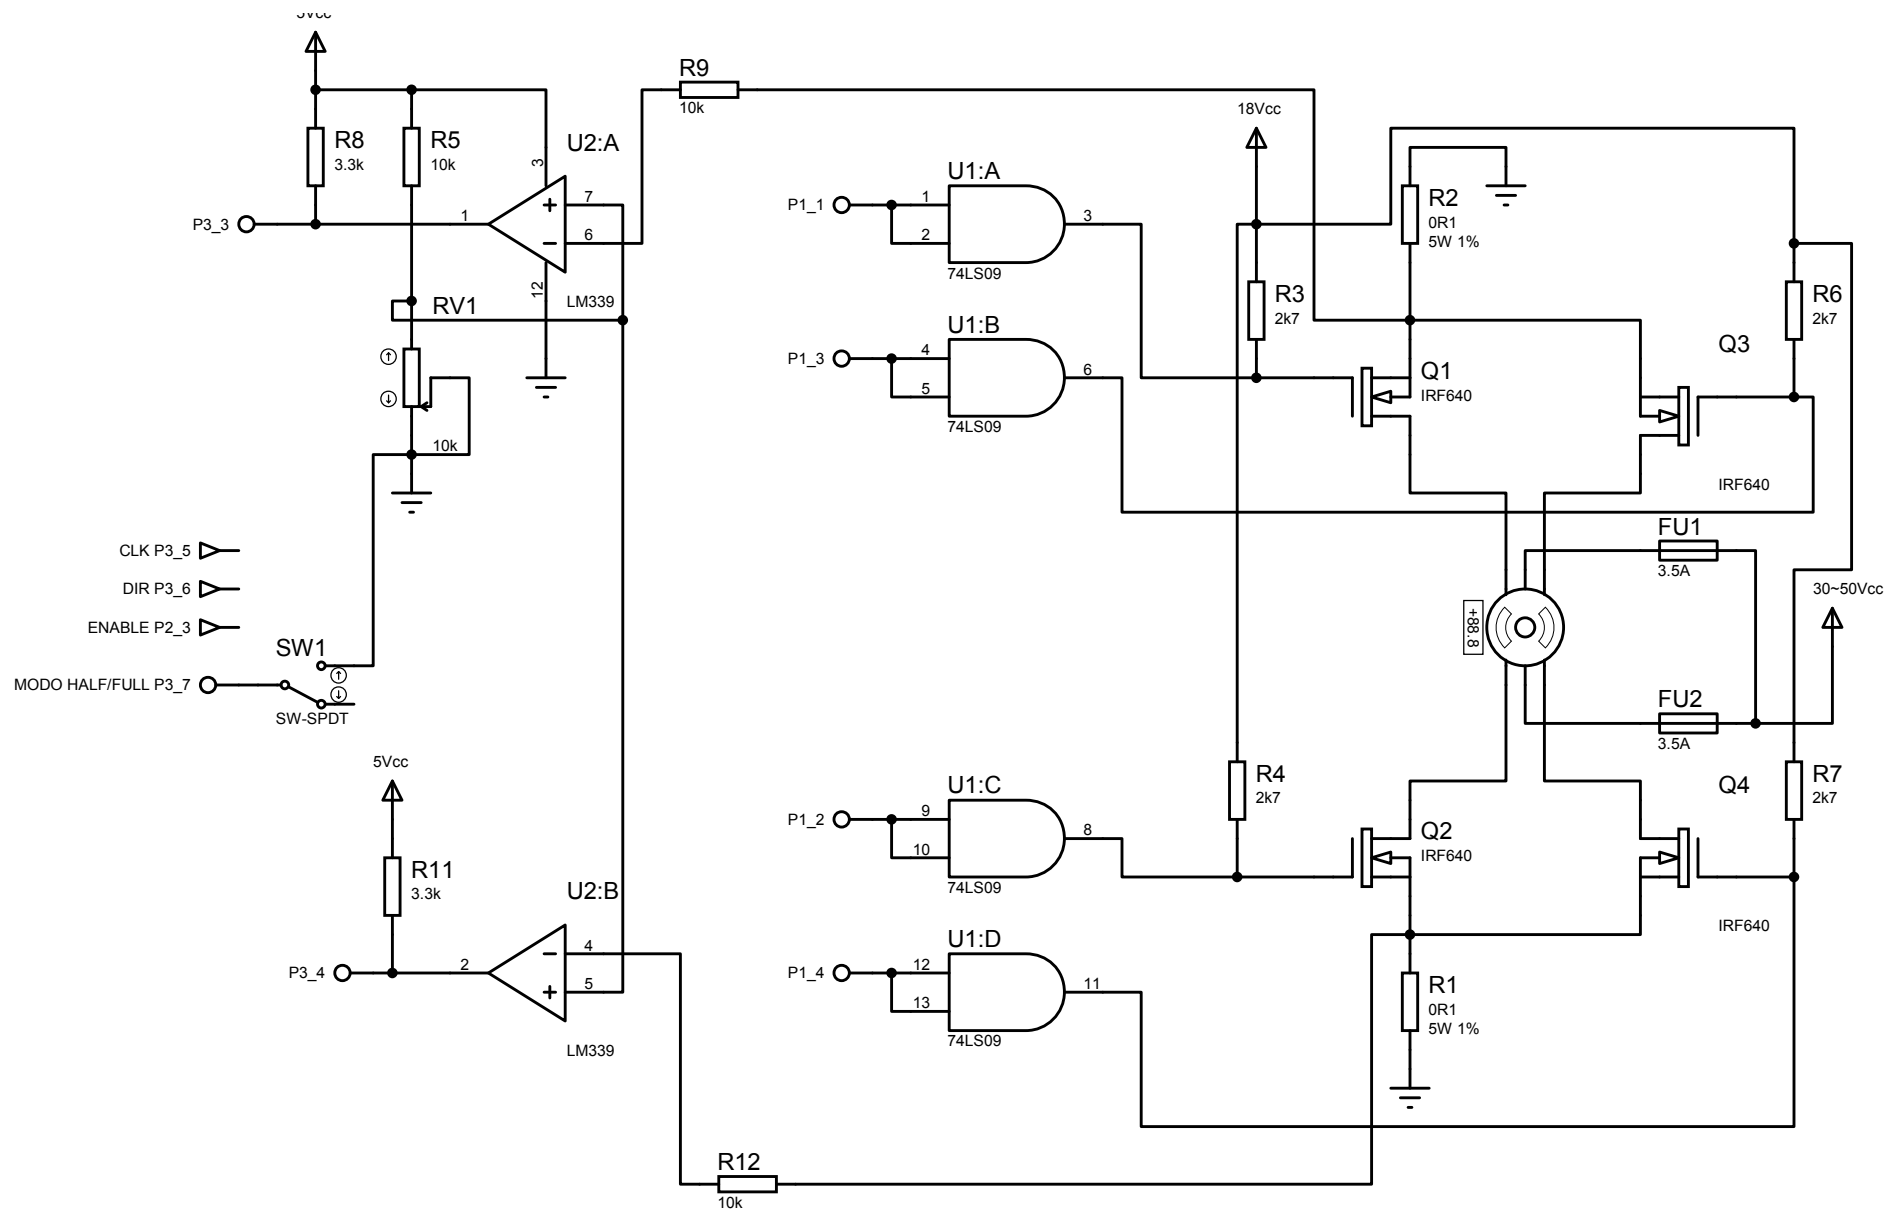 5Vcc
R9
10k
18Vcc
R8
3.3k
R5
10k
3
U2:A
7
6
1
12
LM339
P3_3
RV1
10k
U1:A
P1_1
1
2
3
74LS09
R2
0R1
5W 1%
R3
2k7
R6
2k7
U1:B
P1_3
4
5
6
74LS09
Q1
IRF640
Q3
IRF640
CLK P3_5
DIR P3_6
ENABLE P2_3
SW1
MODO HALF/FULL P3_7
SW-SPDT
FU1
3.5A
30~50Vcc
+88.8
FU2
3.5A
5Vcc
R11
3.3k
U2:B
4
5
2
P3_4
LM339
U1:C
P1_2
9
10
8
74LS09
R4
2k7
Q2
IRF640
Q4
IRF640
R7
2k7
U1:D
P1_4
12
13
11
74LS09
R1
0R1
5W 1%
R12
10k